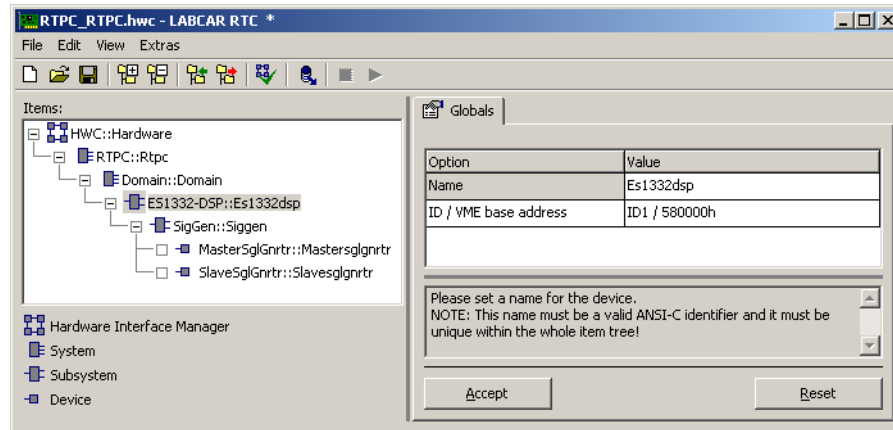 RTPC_RTPC.hwc - LABCAR RTC *
File Edit View Extras
Items:
HWC::Hardware
RTPC::Rtpc
Domain::Domain
ES1332-DSP::Es1332dsp
SigGen::Siggen
MasterSglGnrtr::Mastersglgnrtr
SlaveSglGnrtr::Slavesglgnrtr
Hardware Interface Manager
System
Subsystem
Device
Globals
Option Value
Name Es1332dsp
ID / VME base address ID1 / 580000h
Please set a name for the device.
NOTE: This name must be a valid ANSI-C identifier and it must be
unique within the whole item tree!
Accept Reset